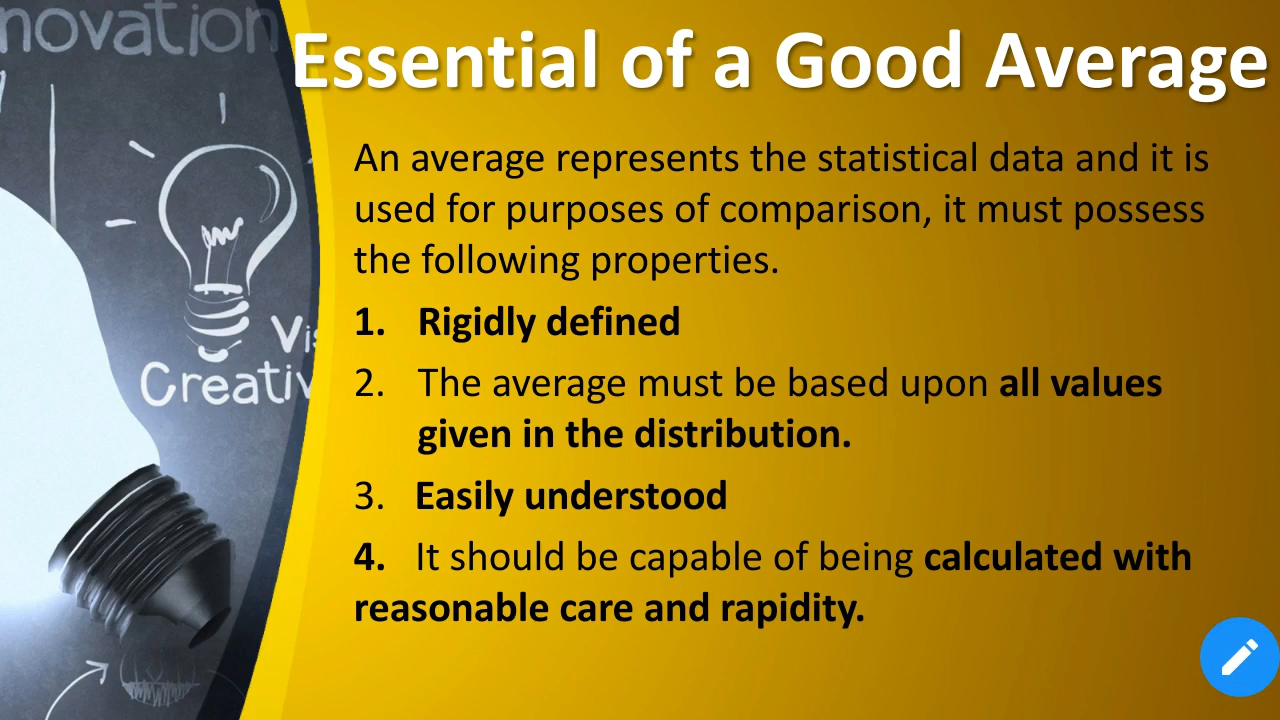 novation
Essential of a Good Average
An average represents the statistical data and it is
used for purposes of comparison, it must possess
the following properties.
1. Rigidly defined
2. The average must be based upon all values
given in the distribution.
3. Easily understood
4. It should be capable of being calculated with
reasonable care and rapidity.
Vis
Creativ